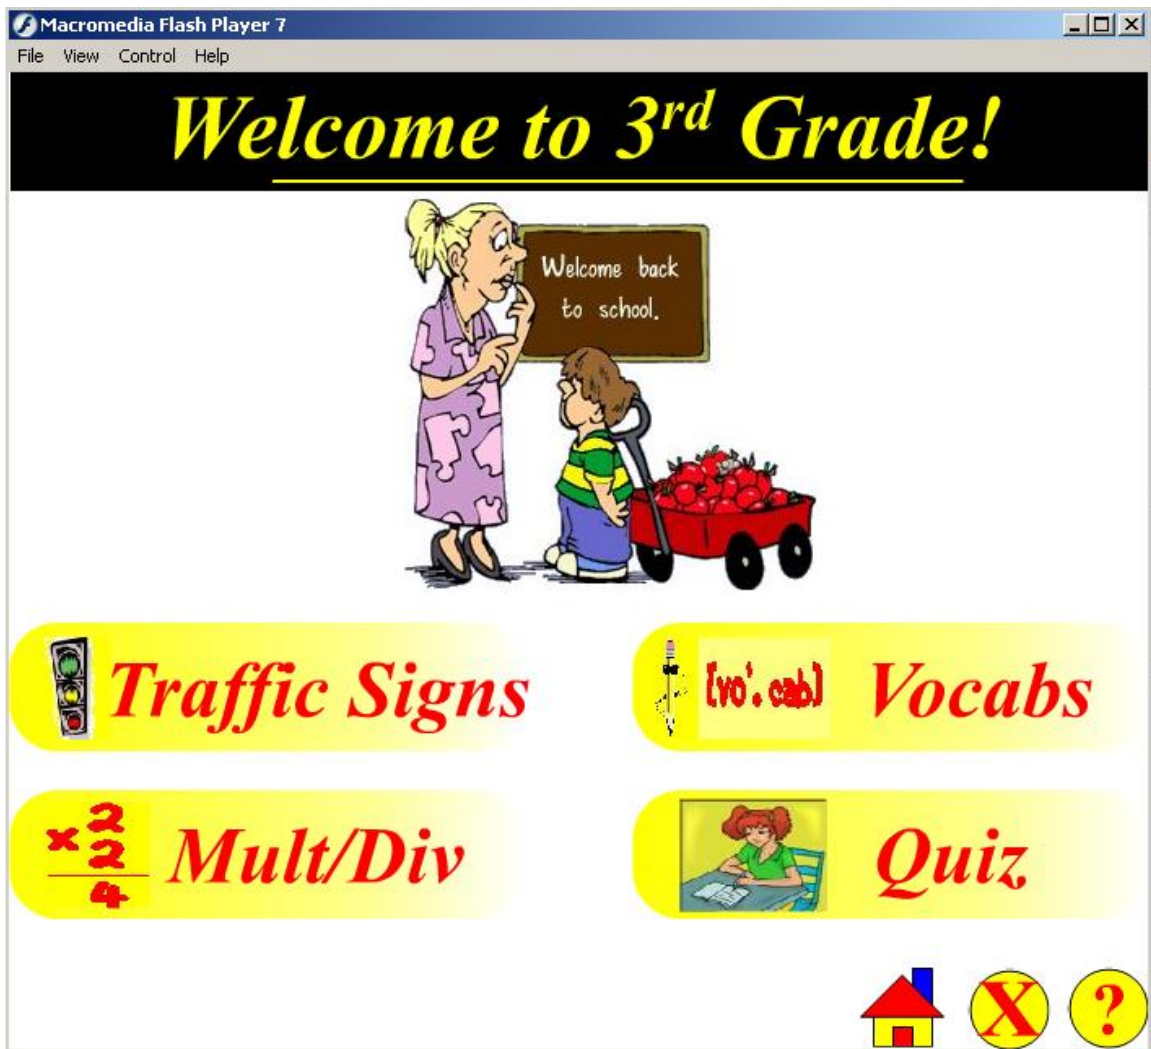 Macromedia Flash Player 7
File View Control Help
Welcome to 3rd Grade!
Welcome back
to school.
Traffic Signs
[vo'. cab] Vocabs
x 2
2
4
Mult/Div
Quiz
X ?